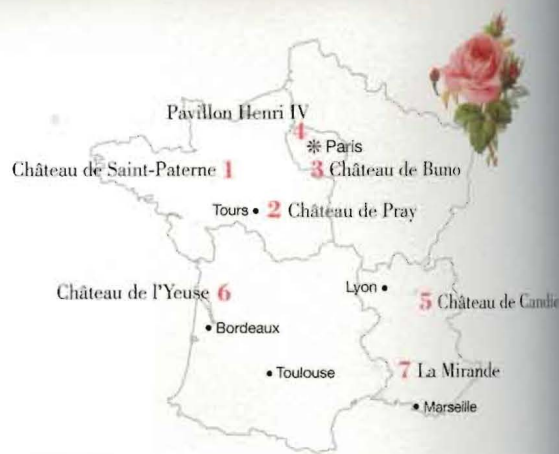 Pavillon Henri IV
4
Paris
Château de Saint-Paterne 1
3 Château de Buno
Tours • 2 Château de Pray
Château de l'Yeuse 6
Lyon •
5 Château de
• Bordeaux
• Toulouse
7 La Mirande
• Marseille